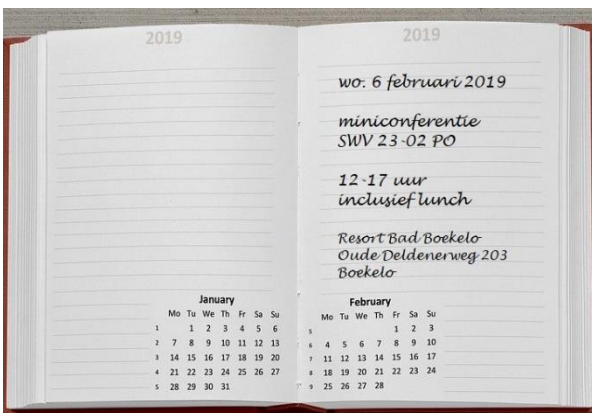 2019
January
Mo Tu We Th Fr Sa Su
1 1 2 3 4 5 6
2 7 8 9 10 11 12 13
3 14 15 16 17 18 19 20
4 21 22 23 24 25 26 27
5 28 29 30 31
2019
wo. 6 februari 2019
miniconferentie
SWV 23-02 PO
12-17 uur
inclusief lunch
Resort Bad Boekelo
Oude Deldenerweg 203
Boekelo
February
Mo Tu We Th Fr Sa Su
5 1 2 3
6 4 5 6 7 8 9 10
7 11 12 13 14 15 16 17
8 18 19 20 21 22 23 24
9 25 26 27 28